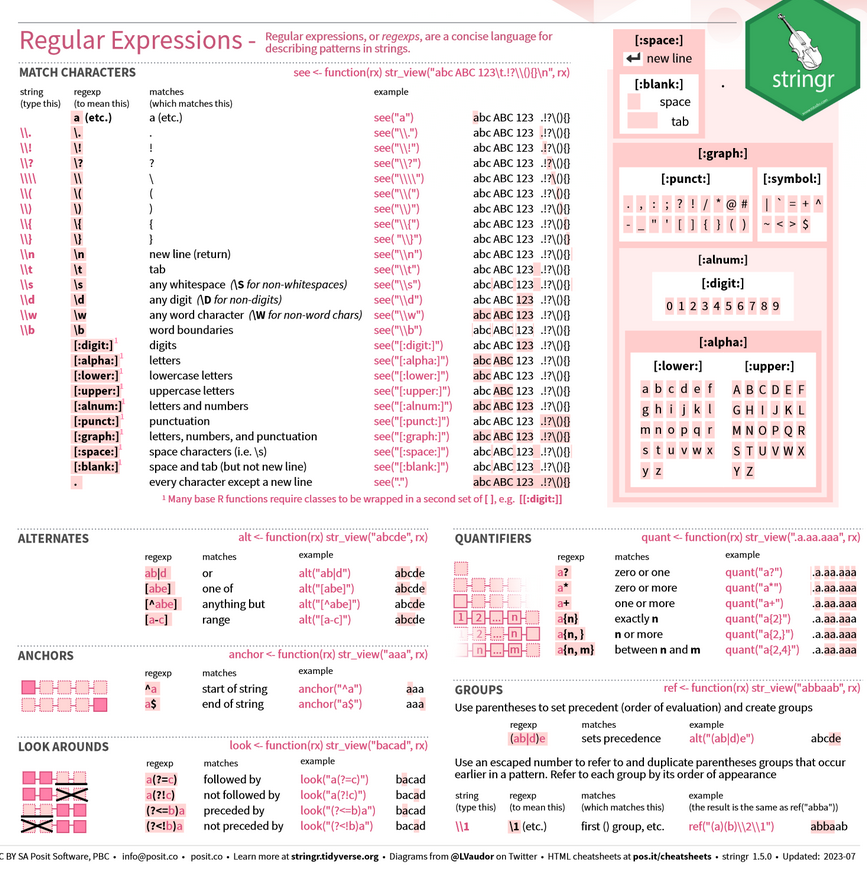 Regular Expressions -
Regular expressions, or regexps, are a concise language for
describing patterns in strings.
MATCH CHARACTERS see <- function(rx) str_view("abc ABC 123\t.!?\\(){}\n", rx)
string regexp matches example
(type this) (to mean this) (which matches this)
a (etc.) a (etc.) see("a") abc ABC 123 .!?\(){}
\\. \. . see("\\.") abc ABC 123 .!?\(){}
\\! \! ! see("\\!") abc ABC 123 .!?\(){}
\\? \? ? see("\\?") abc ABC 123 .!?\(){}
\\\\ \\ \ see("\\\\") abc ABC 123 .!?\(){}
\\( \( ( see("\\(") abc ABC 123 .!?\(){}
\\) \) ) see("\\)") abc ABC 123 .!?\(){}
\\{ \{ { see("\\{") abc ABC 123 .!?\(){}
\\} \} } see( "\\}") abc ABC 123 .!?\(){}
\\n \n new line (return) see("\\n") abc ABC 123 .!?\(){}
\\t \t tab see("\\t") abc ABC 123 .!?\(){}
\\s \s any whitespace (\S for non-whitespaces) see("\\s") abc ABC 123 .!?\(){}
\\d \d any digit (\D for non-digits) see("\\d") abc ABC 123 .!?\(){}
\\w \w any word character (\W for non-word chars) see("\\w") abc ABC 123 .!?\(){}
\\b \b word boundaries see("\\b") abc ABC 123 .!?\(){}
[:digit:]1 digits see("[:digit:]") abc ABC 123 .!?\(){}
[:alpha:]1 letters see("[:alpha:]") abc ABC 123 .!?\(){}
[:lower:]1 lowercase letters see("[:lower:]") abc ABC 123 .!?\(){}
[:upper:]1 uppercase letters see("[:upper:]") abc ABC 123 .!?\(){}
[:alnum:]1 letters and numbers see("[:alnum:]") abc ABC 123 .!?\(){}
[:punct:]1 punctuation see("[:punct:]") abc ABC 123 .!?\(){}
[:graph:]1 letters, numbers, and punctuation see("[:graph:]") abc ABC 123 .!?\(){}
[:space:]1 space characters (i.e. \s) see("[:space:]") abc ABC 123 .!?\(){}
[:blank:]1 space and tab (but not new line) see("[:blank:]") abc ABC 123 .!?\(){}
. every character except a new line see(".") abc ABC 123 .!?\(){}
1 Many base R functions require classes to be wrapped in a second set of [ ], e.g. [[:digit:]]
[:space:]
new line
[:blank:]
space
tab
.
stringr
[:graph:]
[:punct:] [:symbol:]
. , : ; ? ! / * @ # | ` = + ^
- _ " ' [ ] { } ( ) ~ < > $
[:alnum:]
[:digit:]
0 1 2 3 4 5 6 7 8 9
[:alpha:]
[:lower:] [:upper:]
a b c d e f A B C D E F
g h i j k l G H I J K L
m n o p q r M N O P Q R
s t u v w x S T U V W X
y z Y Z
ALTERNATES alt <- function(rx) str_view("abcde", rx)
regexp matches example
ab|d or alt("ab|d") abcde
[abe] one of alt("[abe]") abcde
[^abe] anything but alt("[^abe]") abcde
[a-c] range alt("[a-c]") abcde
ANCHORS anchor <- function(rx) str_view("aaa", rx)
regexp matches example
^a start of string anchor("^a") aaa
a$ end of string anchor("a$") aaa
LOOK AROUNDS look <- function(rx) str_view("bacad", rx)
regexp matches example
a(?=c) followed by look("a(?=c)") bacad
a(?!c) not followed by look("a(?!c)") bacad
(?<=b)a preceded by look("(?<=b)a") bacad
(?<!b)a not preceded by look("(?<!b)a") bacad
QUANTIFIERS quant <- function(rx) str_view(".a.aa.aaa", rx)
regexp matches example
a? zero or one quant("a?") .a.aa.aaa
a* zero or more quant("a*") .a.aa.aaa
a+ one or more quant("a+") .a.aa.aaa
1 2 ... n a{n} exactly n quant("a{2}") .a.aa.aaa
2 ... n a{n, } n or more quant("a{2,}") .a.aa.aaa
n ... m a{n, m} between n and m quant("a{2,4}") .a.aa.aaa
GROUPS ref <- function(rx) str_view("abbaab", rx)
Use parentheses to set precedent (order of evaluation) and create groups
regexp matches example
(ab|d)e sets precedence alt("(ab|d)e") abcde
Use an escaped number to refer to and duplicate parentheses groups that occur
earlier in a pattern. Refer to each group by its order of appearance
string regexp matches example
(type this) (to mean this) (which matches this) (the result is the same as ref("abba"))
\\1 \1 (etc.) first () group, etc. ref("(a)(b)\\2\\1") abbaab
C BY SA Posit Software, PBC • info@posit.co • posit.co • Learn more at stringr.tidyverse.org • Diagrams from @LVaudor on Twitter • HTML cheatsheets at pos.it/cheatsheets • stringr 1.5.0 • Updated: 2023-07